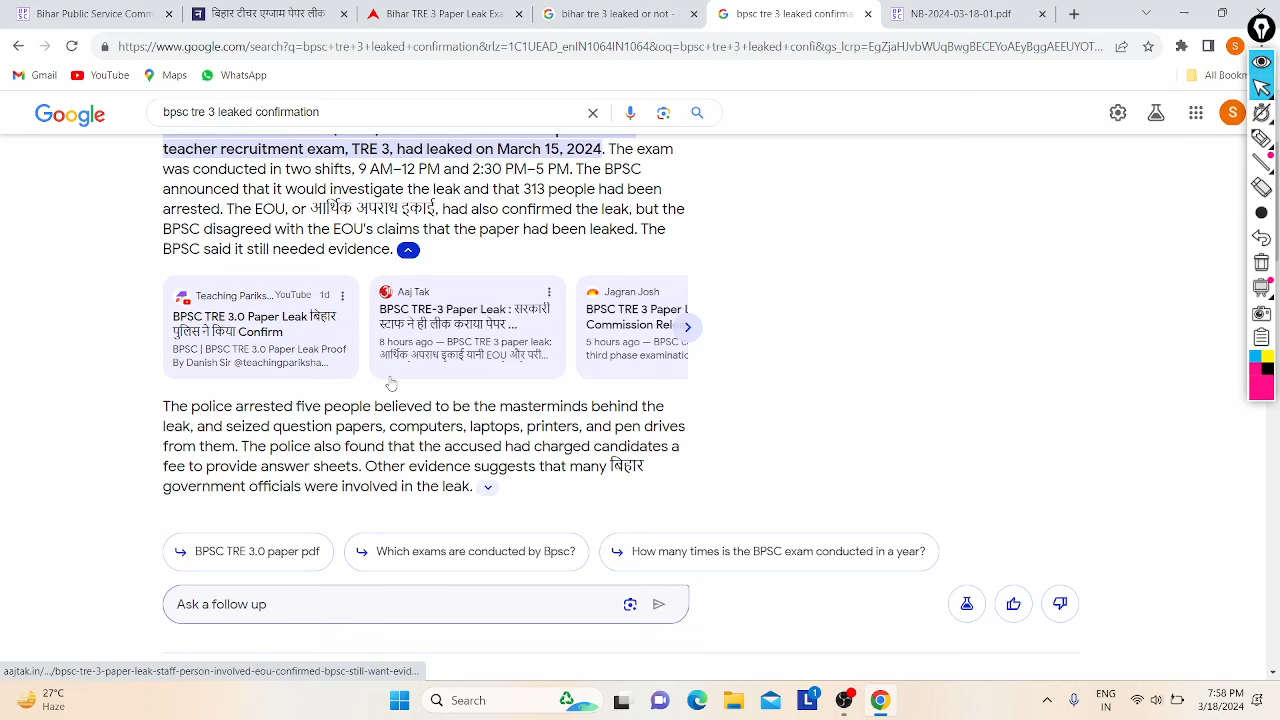 Bihar Public Service Comm
बिहार टीचर एग्जाम पेपर लीक
Bihar TRE 3 Paper Leak Exa
bihar tre 3 leaked or not -
bpsc tre 3 leaked confirma
NB-2024-03-18-01.pdf
https://www.google.com/search?q=bpsc+tre+3+leaked+confirmation&rlz=1C1UEAD_enIN1064IN1064&oq=bpsc+tre+3+leaked+confi&gs_lcrp=EgZjaHJvbWUqBwgBECEYoAEyBggAEEUYOT...
Gmail
YouTube
Maps
WhatsApp
All Bookm
Google
bpsc tre 3 leaked confirmation
S
teacher recruitment exam, TRE 3, had leaked on March 15, 2024. The exam
was conducted in two shifts, 9 AM–12 PM and 2:30 PM–5 PM. The BPSC
announced that it would investigate the leak and that 313 people had been
arrested. The EOU, or आर्थिक अपराध इकाई, had also confirmed the leak, but the
BPSC disagreed with the EOU's claims that the paper had been leaked. The
BPSC said it still needed evidence.
Teaching Pariks... YouTube 1d
BPSC TRE 3.0 Paper Leak बिहार
पुलिस ने किया Confirm
BPSC | BPSC TRE 3.0 Paper Leak Proof
By Danish Sir @teachingpariksha...
Aaj Tak
BPSC TRE-3 Paper Leak : सरकारी
स्टाफ ने ही लीक कराया पेपर ...
8 hours ago — BPSC TRE 3 paper leak:
आर्थिक अपराध इकाई यानी EOU और परी...
Jagran Josh
BPSC TRE 3 Paper L
Commission Rele
5 hours ago — BPSC
third phase examinatic
The police arrested five people believed to be the masterminds behind the
leak, and seized question papers, computers, laptops, printers, and pen drives
from them. The police also found that the accused had charged candidates a
fee to provide answer sheets. Other evidence suggests that many बिहार
government officials were involved in the leak.
BPSC TRE 3.0 paper pdf
Which exams are conducted by Bpsc?
How many times is the BPSC exam conducted in a year?
Ask a follow up
aajtak.in/.../bpsc-tre-3-paper-leak-staff-person-involved-eou-confirmed-bpsc-still-want-evid...
27°C
Haze
Search
1
ENG
IN
7:58 PM
3/18/2024